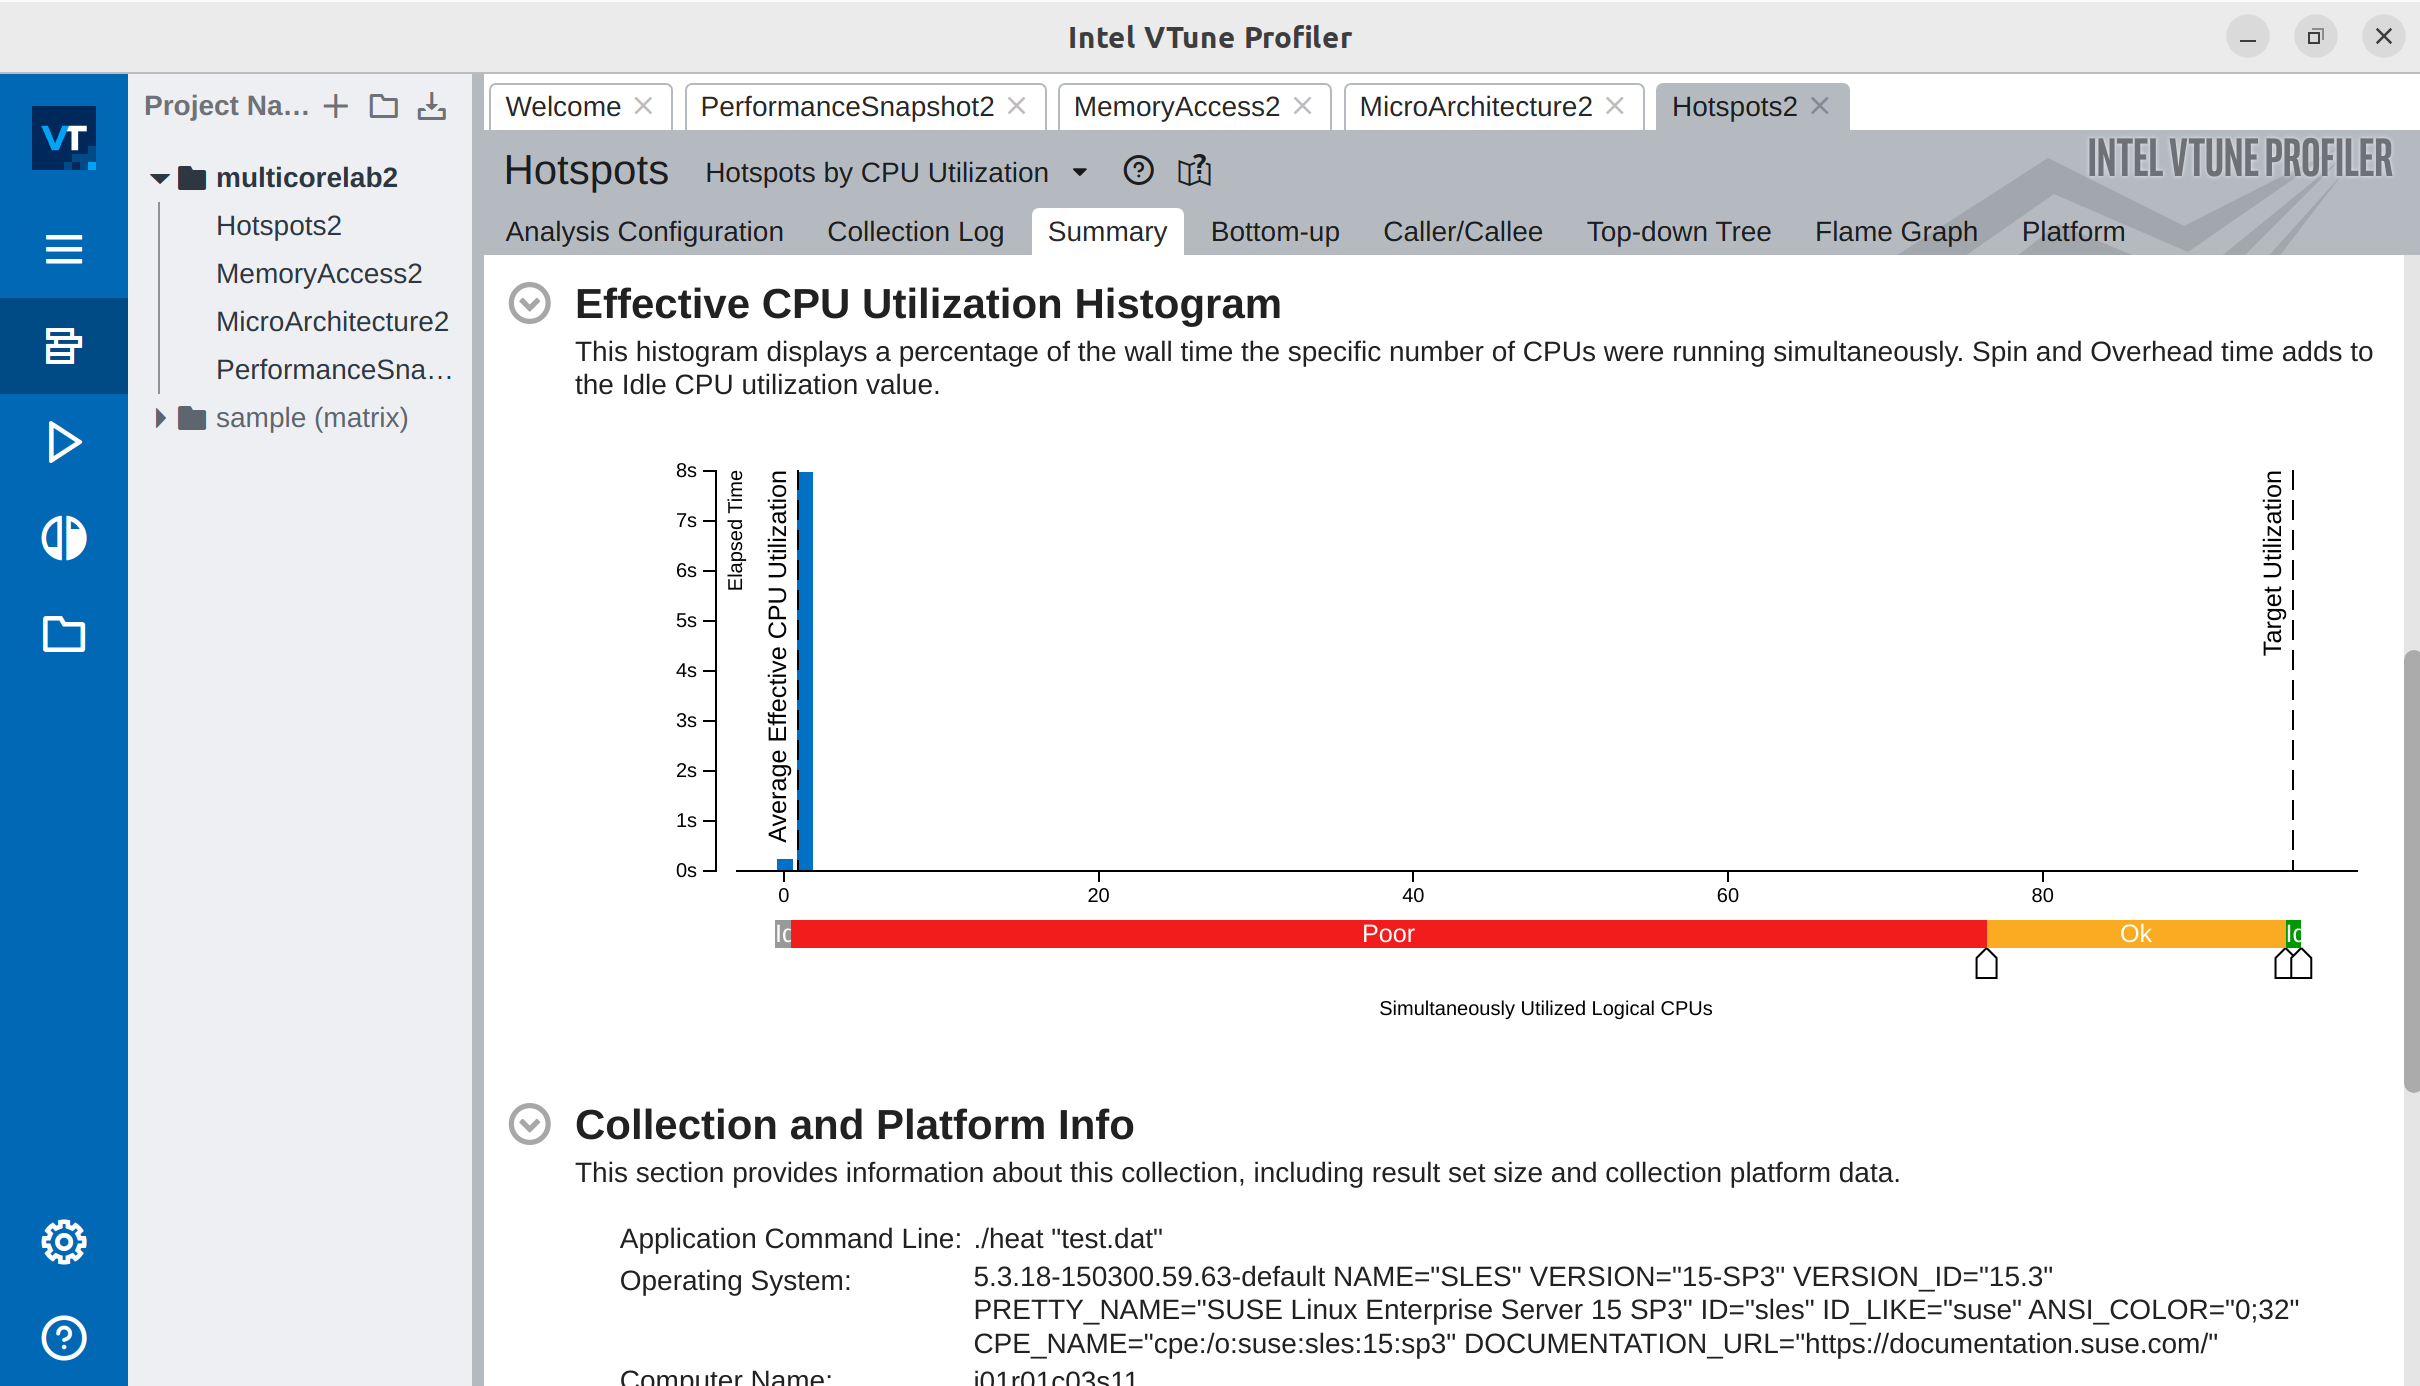 Intel VTune Profiler
VT
Project Na...
multicorelab2
Hotspots2
MemoryAccess2
MicroArchitecture2
PerformanceSna...
sample (matrix)
Welcome
PerformanceSnapshot2
MemoryAccess2
MicroArchitecture2
Hotspots2
Hotspots
Hotspots by CPU Utilization
INTEL VTUNE PROFILER
Analysis Configuration
Collection Log
Summary
Bottom-up
Caller/Callee
Top-down Tree
Flame Graph
Platform
Effective CPU Utilization Histogram
This histogram displays a percentage of the wall time the specific number of CPUs were running simultaneously. Spin and Overhead time adds to
the Idle CPU utilization value.
8s
7s
6s
5s
4s
3s
2s
1s
0s
Elapsed Time
Average Effective CPU Utilization
Target Utilization
0
20
40
60
80
Poor
Ok
Simultaneously Utilized Logical CPUs
Collection and Platform Info
This section provides information about this collection, including result set size and collection platform data.
Application Command Line: ./heat "test.dat"
Operating System: 5.3.18-150300.59.63-default NAME="SLES" VERSION="15-SP3" VERSION_ID="15.3"
PRETTY_NAME="SUSE Linux Enterprise Server 15 SP3" ID="sles" ID_LIKE="suse" ANSI_COLOR="0;32"
CPE_NAME="cpe:/o:suse:sles:15:sp3" DOCUMENTATION_URL="https://documentation.suse.com/"
Computer Name: i01r01c03s11